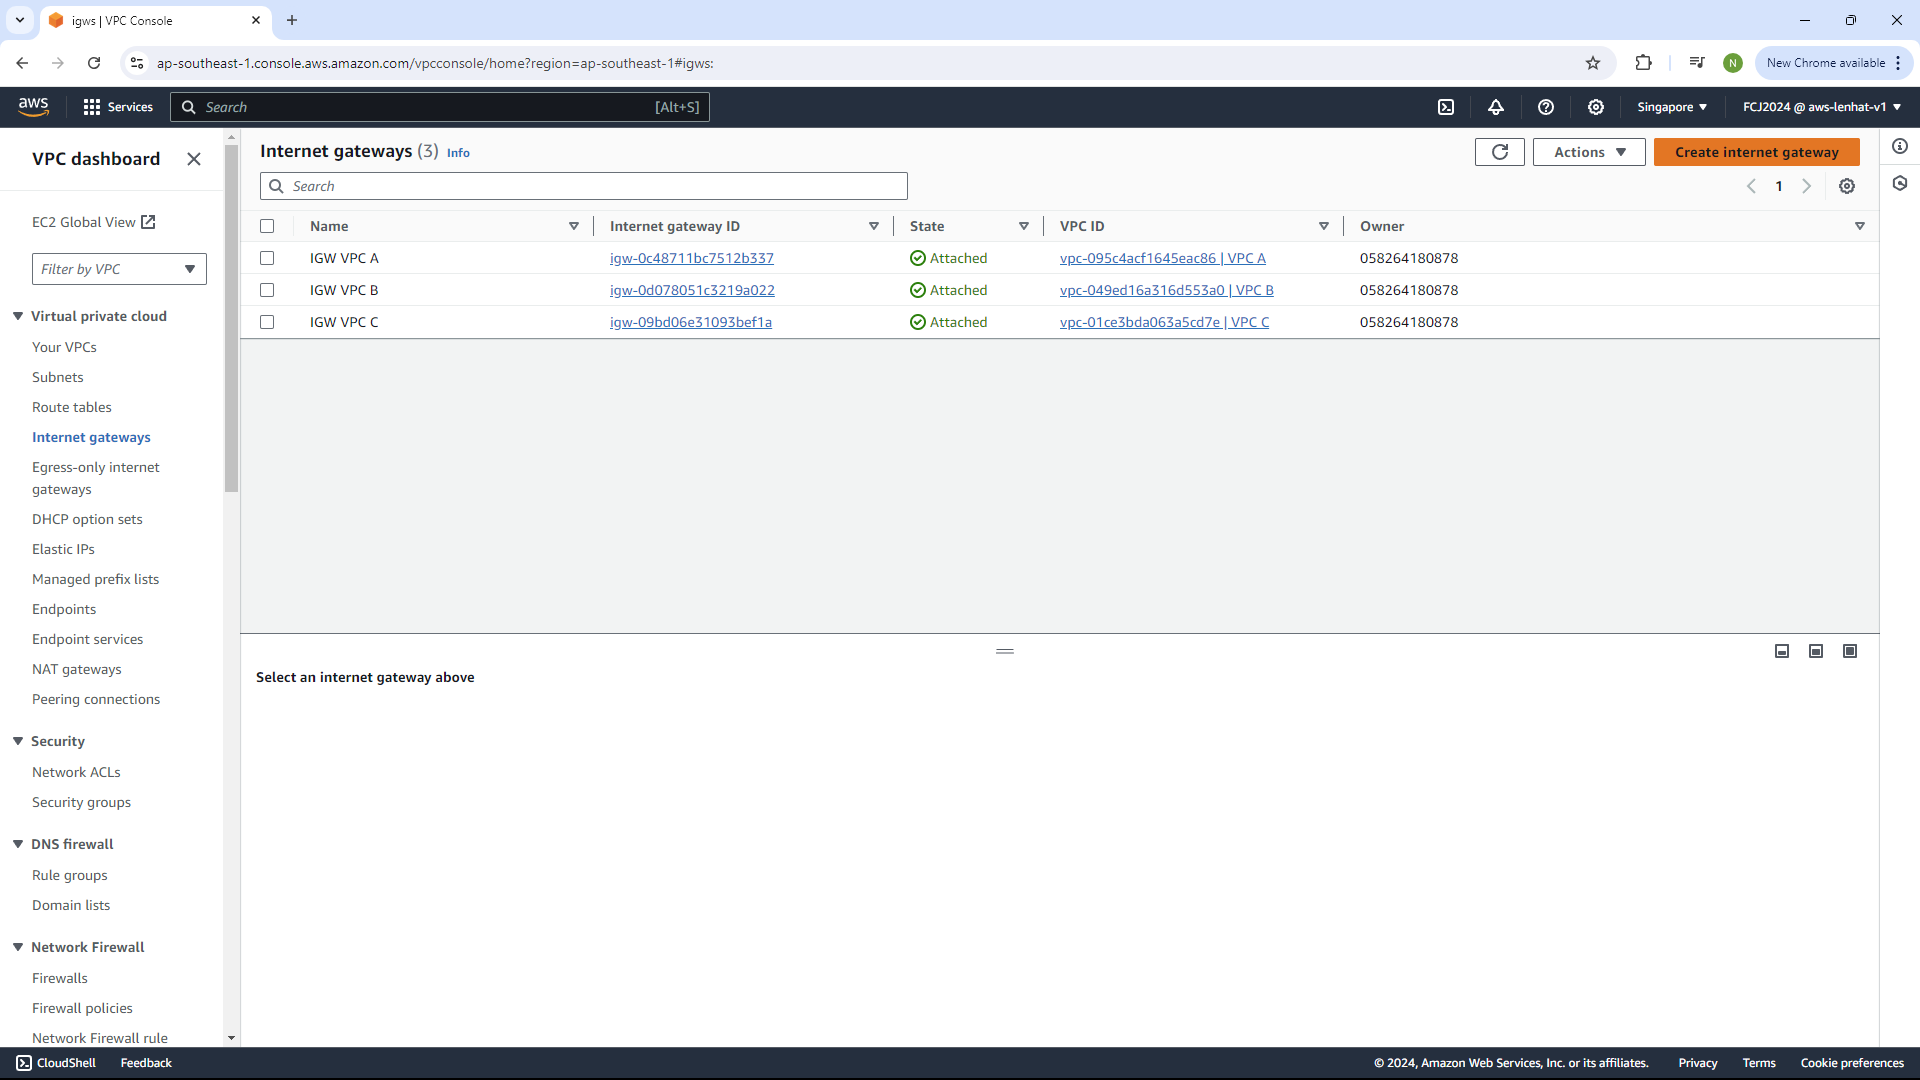 igws | VPC Console
ap-southeast-1.console.aws.amazon.com/vpcconsole/home?region=ap-southeast-1#igws:
N
New Chrome available
aws
Services
Search
[Alt+S]
Singapore
FCJ2024 @ aws-lenhat-v1
VPC dashboard
EC2 Global View
Filter by VPC
Virtual private cloud
Your VPCs
Subnets
Route tables
Internet gateways
Egress-only internet
gateways
DHCP option sets
Elastic IPs
Managed prefix lists
Endpoints
Endpoint services
NAT gateways
Peering connections
Security
Network ACLs
Security groups
DNS firewall
Rule groups
Domain lists
Network Firewall
Firewalls
Firewall policies
Network Firewall rule
Internet gateways (3) Info
Actions
Create internet gateway
Search
1
Name Internet gateway ID State VPC ID Owner
IGW VPC A igw-0c48711bc7512b337 Attached vpc-095c4acf1645eac86 | VPC A 058264180878
IGW VPC B igw-0d078051c3219a022 Attached vpc-049ed16a316d553a0 | VPC B 058264180878
IGW VPC C igw-09bd06e31093bef1a Attached vpc-01ce3bda063a5cd7e | VPC C 058264180878
Select an internet gateway above
CloudShell Feedback
© 2024, Amazon Web Services, Inc. or its affiliates. Privacy Terms Cookie preferences